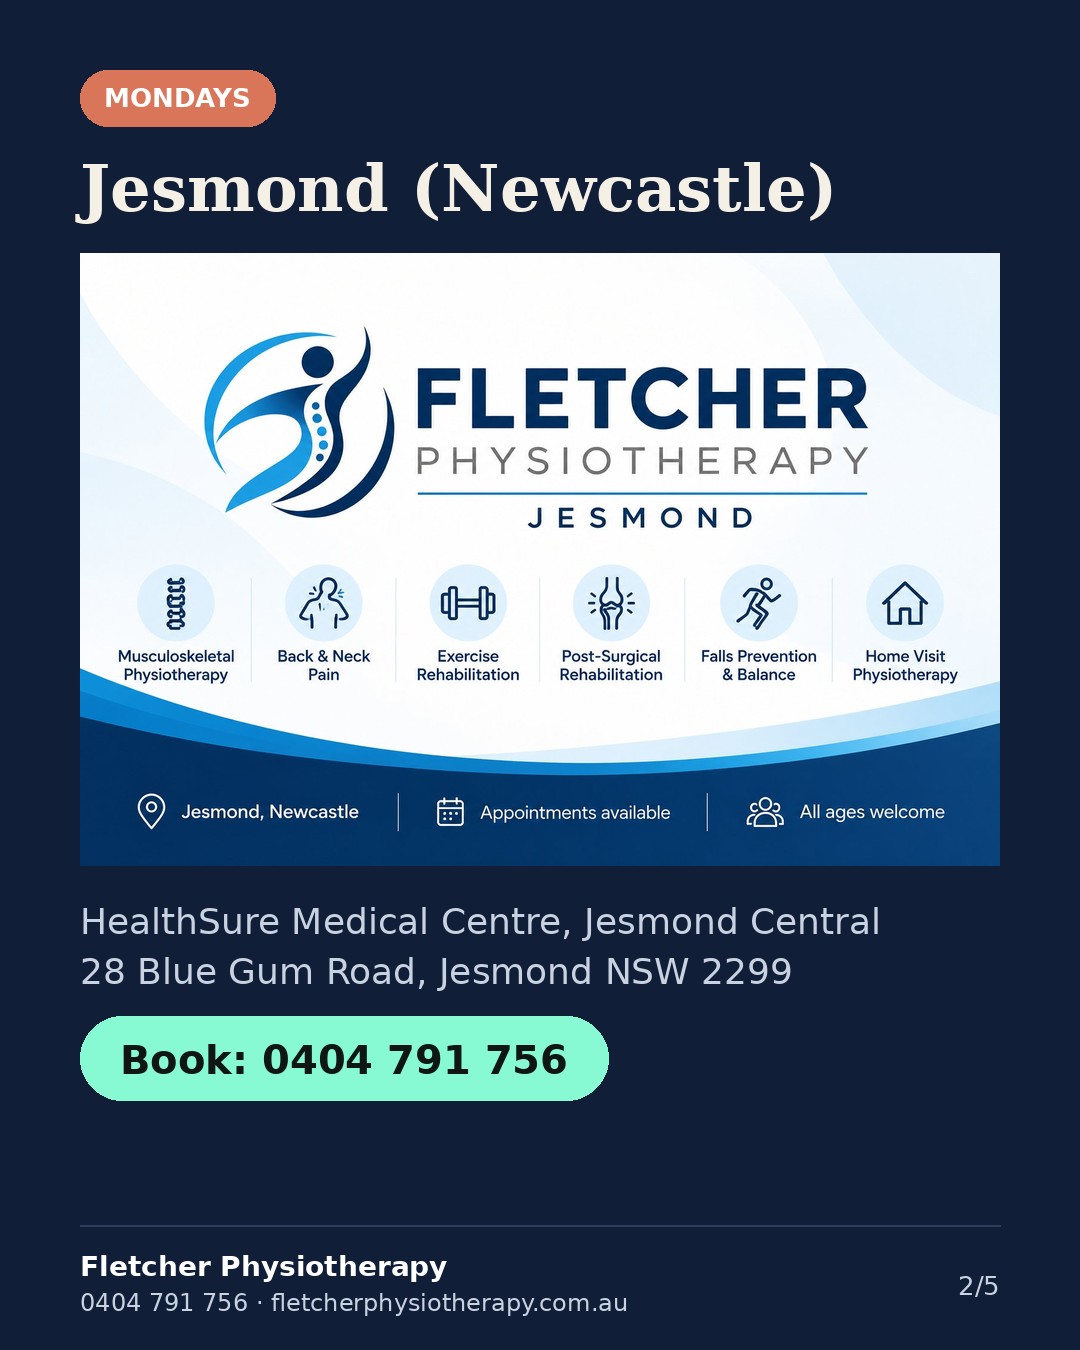 MONDAYS
Jesmond (Newcastle)
FLETCHER
PHYSIOTHERAPY
JESMOND
Musculoskeletal
Physiotherapy
Back & Neck
Pain
Exercise
Rehabilitation
Post-Surgical
Rehabilitation
Falls Prevention
& Balance
Home Visit
Physiotherapy
Jesmond, Newcastle
Appointments available
All ages welcome
HealthSure Medical Centre, Jesmond Central
28 Blue Gum Road, Jesmond NSW 2299
Book: 0404 791 756
Fletcher Physiotherapy
0404 791 756 · fletcherphysiotherapy.com.au
2/5